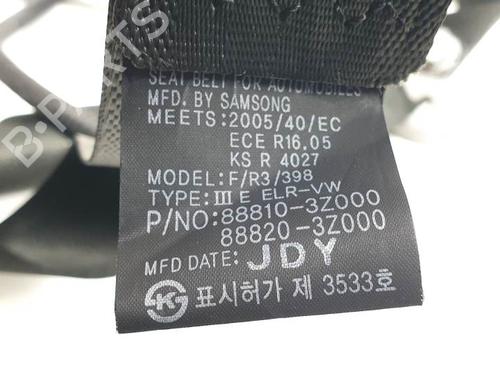 SEAT BELT FOR AUTOMOBILES
MFD. BY SAMSONG
MEETS:2005/40/EC
ECE R16.05
KS R 4027
MODEL: F/R3/398
TYPE: III E ELR-VW
P/NO:88810-3Z000
88820-3Z000
MFD DATE: JDY
표시허가 제 3533호
B-PARTS